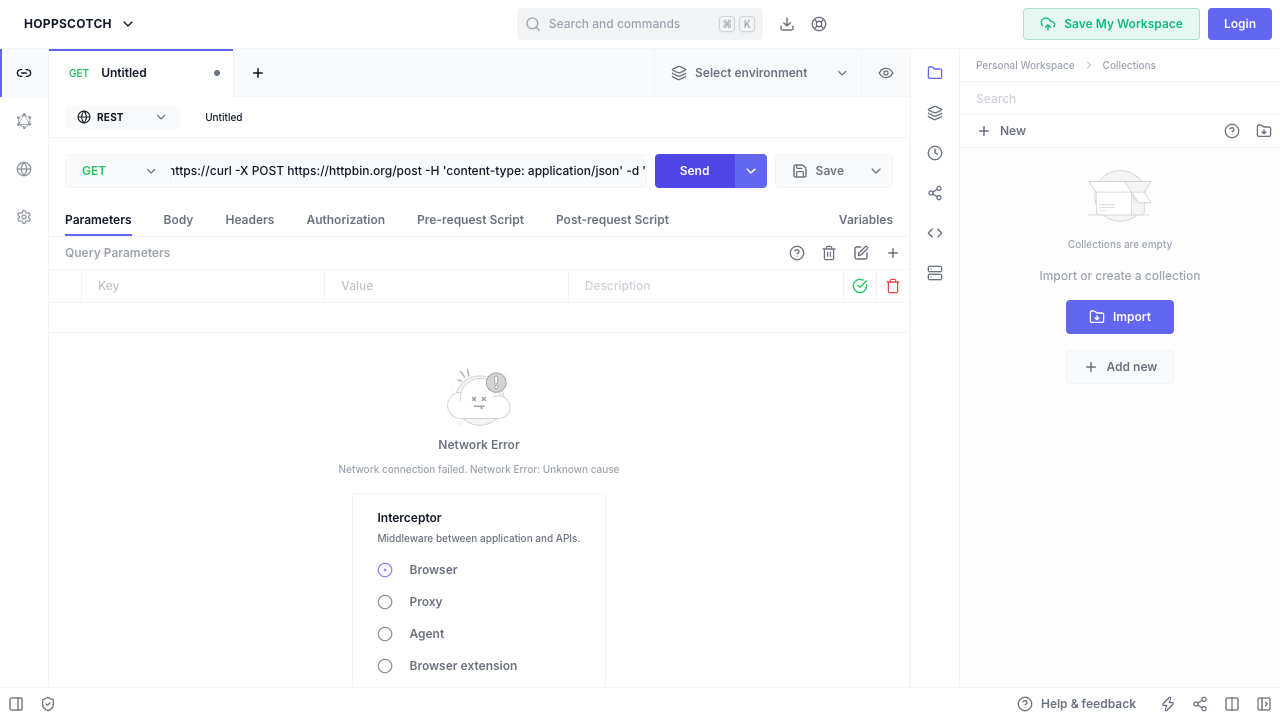 HOPPSCOTCH
Search and commands
⌘ K
Save My Workspace
Login
GET Untitled
Select environment
REST
Untitled
GET
https://curl -X POST https://httpbin.org/post -H 'content-type: application/json' -d '
Send
Save
Parameters
Body
Headers
Authorization
Pre-request Script
Post-request Script
Variables
Query Parameters
Key
Value
Description
Network Error
Network connection failed. Network Error: Unknown cause
Interceptor
Middleware between application and APIs.
Browser
Proxy
Agent
Browser extension
Personal Workspace
Collections
Search
New
Collections are empty
Import or create a collection
Import
Add new
Help & feedback